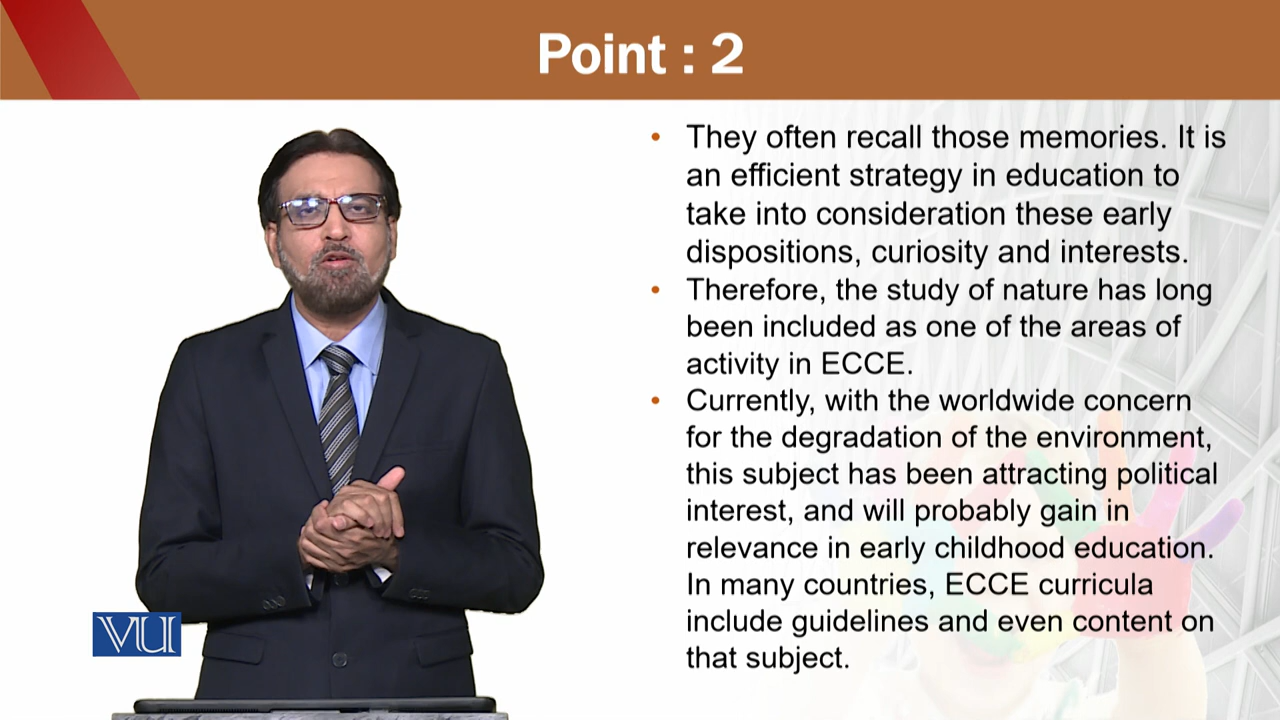 Point : 2
• They often recall those memories. It is
an efficient strategy in education to
take into consideration these early
dispositions, curiosity and interests.
• Therefore, the study of nature has long
been included as one of the areas of
activity in ECCE.
• Currently, with the worldwide concern
for the degradation of the environment,
this subject has been attracting political
interest, and will probably gain in
relevance in early childhood education.
In many countries, ECCE curricula
include guidelines and even content on
that subject.
VU